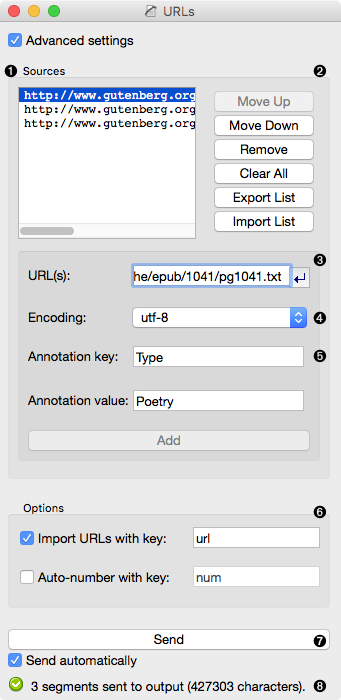 URLs
Advanced settings
❶ Sources ❷
http://www.gutenberg.org
http://www.gutenberg.org
http://www.gutenberg.org
Move Up
Move Down
Remove
Clear All
Export List
Import List
❸
URL(s): he/epub/1041/pg1041.txt
Encoding: utf-8 ❹
Annotation key: Type ❺
Annotation value: Poetry
Add
Options ❻
Import URLs with key: url
Auto-number with key: num
Send ❼
Send automatically
3 segments sent to output (427303 characters). ❽